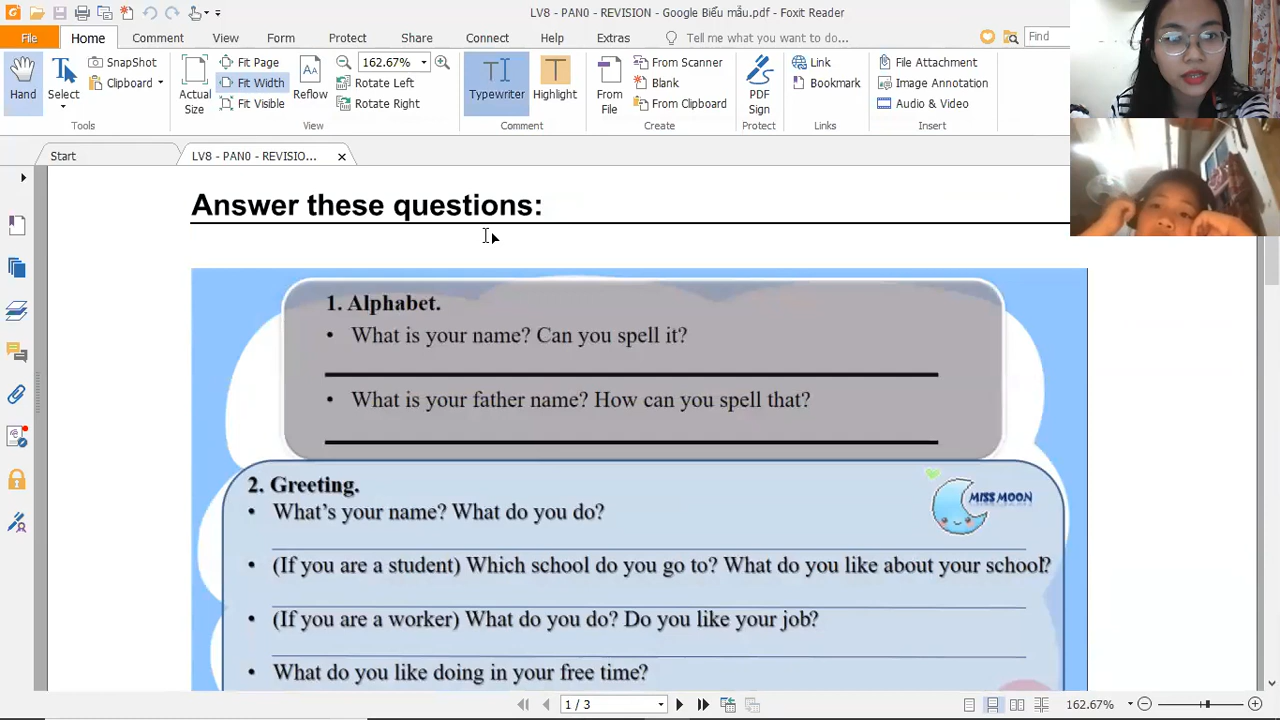 LV8 - PAN0 - REVISION - Google Biểu mẫu.pdf - Foxit Reader
File Home Comment View Form Protect Share Connect Help Extras Tell me what you want to do... Find
Hand
Select
SnapShot
Clipboard
Tools
Actual Size
Fit Page
Fit Width
Fit Visible
Reflow
162.67%
Rotate Left
Rotate Right
View
Typewriter
Highlight
Comment
From File
From Scanner
Blank
From Clipboard
Create
PDF Sign
Protect
Link
Bookmark
Links
File Attachment
Image Annotation
Audio & Video
Insert
Start LV8 - PAN0 - REVISIO...
Answer these questions:
1. Alphabet.
• What is your name? Can you spell it?
• What is your father name? How can you spell that?
2. Greeting.
MISS MOON
• What's your name? What do you do?
• (If you are a student) Which school do you go to? What do you like about your school?
• (If you are a worker) What do you do? Do you like your job?
• What do you like doing in your free time?
1 / 3
162.67%